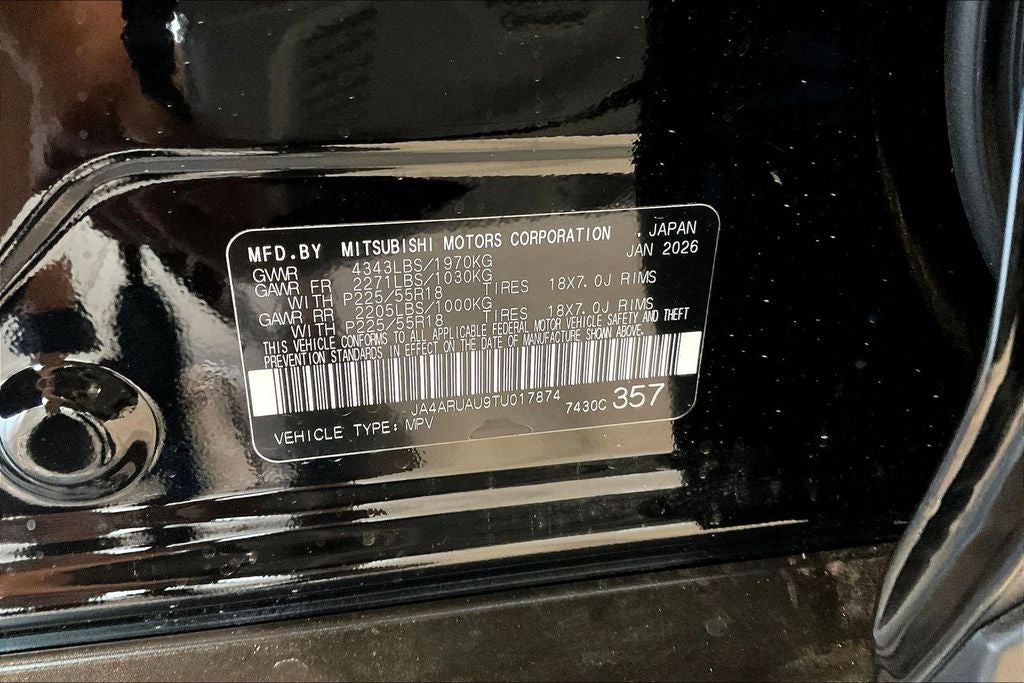 MFD.BY MITSUBISHI MOTORS CORPORATION . JAPAN
JAN 2026
GVWR 4343LBS/1970KG
GAWR FR 2271LBS/1030KG
WITH P225/55R18 TIRES 18X7.0J RIMS
GAWR RR 2205LBS/1000KG
WITH P225/55R18 TIRES 18X7.0J RIMS
THIS VEHICLE CONFORMS TO ALL APPLICABLE FEDERAL MOTOR VEHICLE SAFETY AND THEFT
PREVENTION STANDARDS IN EFFECT ON THE DATE OF MANUFACTURE SHOWN ABOVE.
JA4ARUAU9TU017874 7430C 357
VEHICLE TYPE: MPV